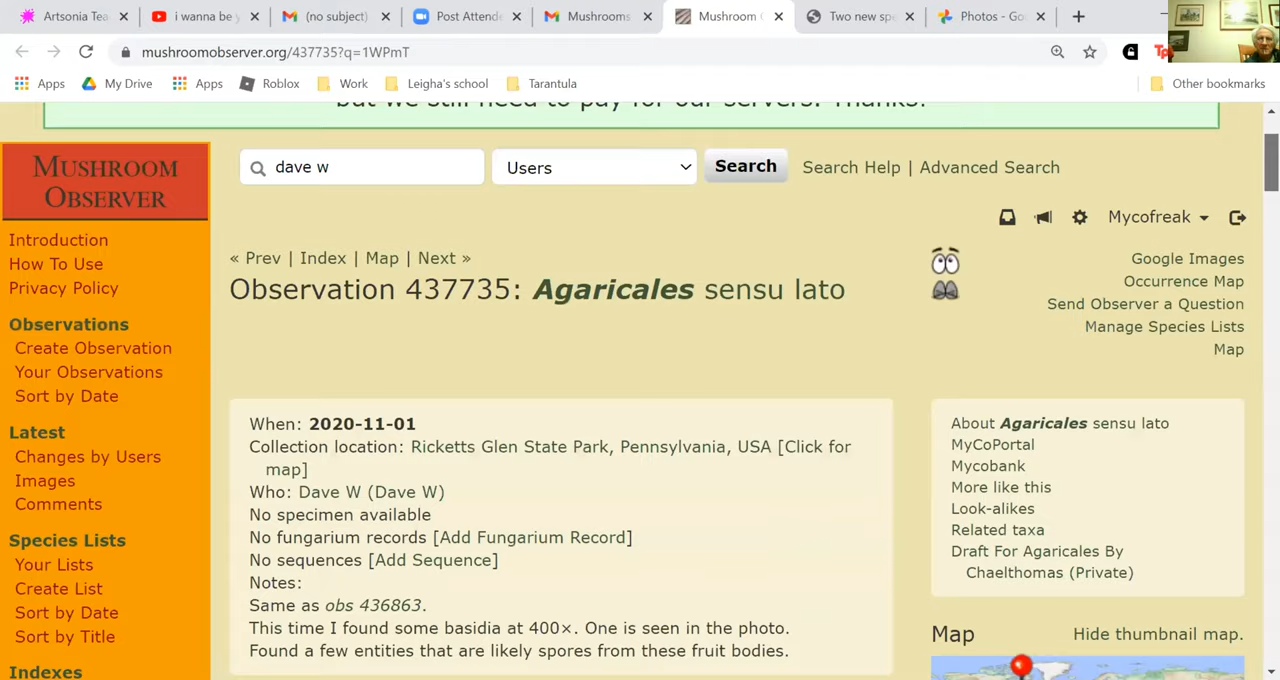 Artsonia Tea
i wanna be y
(no subject)
Post Attende
Mushrooms
Mushroom O
Two new spe
Photos - Go
mushroomobserver.org/437735?q=1WPmT
Apps
My Drive
Apps
Roblox
Work
Leigha's school
Tarantula
Other bookmarks
but we still need to pay for our servers. Thanks!
MUSHROOM
OBSERVER
dave w
Users
Search
Search Help | Advanced Search
Mycofreak
Introduction
How To Use
Privacy Policy
Observations
Create Observation
Your Observations
Sort by Date
Latest
Changes by Users
Images
Comments
Species Lists
Your Lists
Create List
Sort by Date
Sort by Title
Indexes
« Prev | Index | Map | Next »
Observation 437735: Agaricales sensu lato
Google Images
Occurrence Map
Send Observer a Question
Manage Species Lists
Map
When: 2020-11-01
Collection location: Ricketts Glen State Park, Pennsylvania, USA [Click for
map]
Who: Dave W (Dave W)
No specimen available
No fungarium records [Add Fungarium Record]
No sequences [Add Sequence]
Notes:
Same as obs 436863.
This time I found some basidia at 400×. One is seen in the photo.
Found a few entities that are likely spores from these fruit bodies.
About Agaricales sensu lato
MyCoPortal
Mycobank
More like this
Look-alikes
Related taxa
Draft For Agaricales By
Chaelthomas (Private)
Map
Hide thumbnail map.